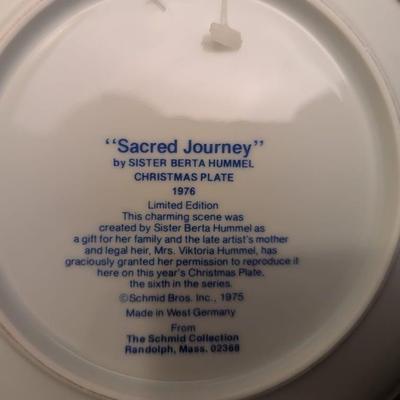 “Sacred Journey”
by SISTER BERTA HUMMEL
CHRISTMAS PLATE
1976
Limited Edition
This charming scene was
created by Sister Berta Hummel as
a gift for her family and the late artist's mother
and legal heir, Mrs. Viktoria Hummel, has
graciously granted her permission to reproduce it
here on this year's Christmas Plate,
the sixth in the series.
©Schmid Bros. Inc., 1975
Made in West Germany
From
The Schmid Collection
Randolph, Mass. 02368